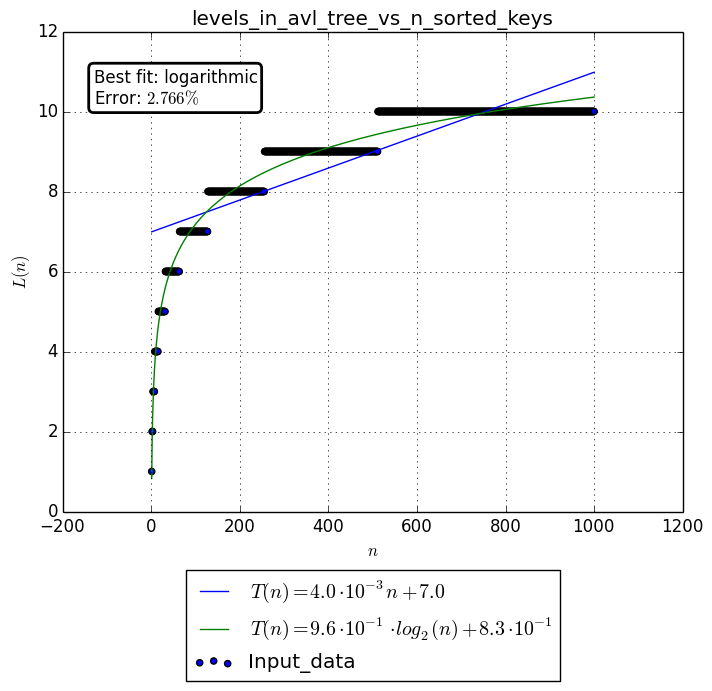 levels_in_avl_tree_vs_n_sorted_keys
12
10
8
6
4
2
0
L(n)
Best fit: logarithmic
Error: 2.766%
−200
0
200
400
600
800
1000
1200
n
T(n)=4.0·10⁻³n+7.0
T(n)=9.6·10⁻¹·log₂(n)+8.3·10⁻¹
Input_data